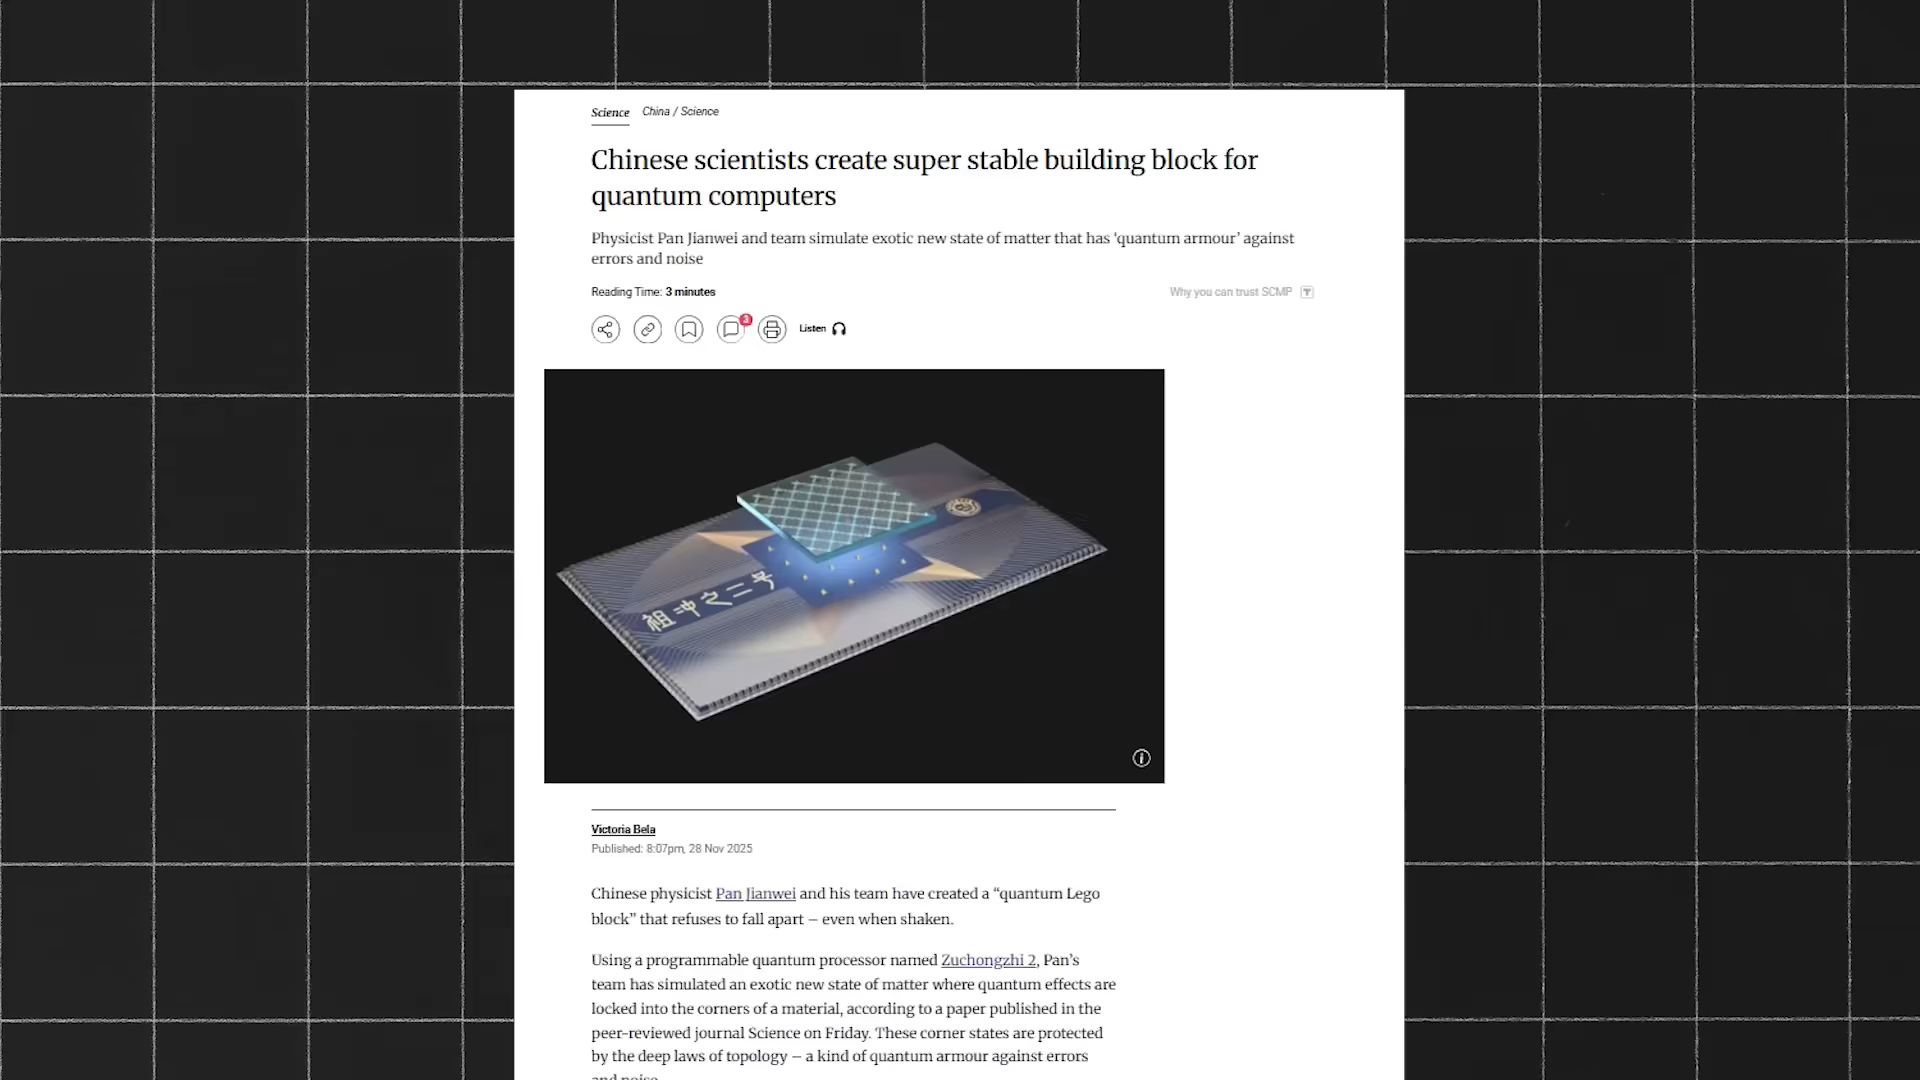 Science China / Science
Chinese scientists create super stable building block for
quantum computers
Physicist Pan Jianwei and team simulate exotic new state of matter that has ‘quantum armour’ against
errors and noise
Reading Time: 3 minutes
Why you can trust SCMP
3
Listen
祖冲之二号
Victoria Bela
Published: 8:07pm, 28 Nov 2025
Chinese physicist Pan Jianwei and his team have created a “quantum Lego
block” that refuses to fall apart – even when shaken.
Using a programmable quantum processor named Zuchongzhi 2, Pan’s
team has simulated an exotic new state of matter where quantum effects are
locked into the corners of a material, according to a paper published in the
peer-reviewed journal Science on Friday. These corner states are protected
by the deep laws of topology – a kind of quantum armour against errors
and noise.